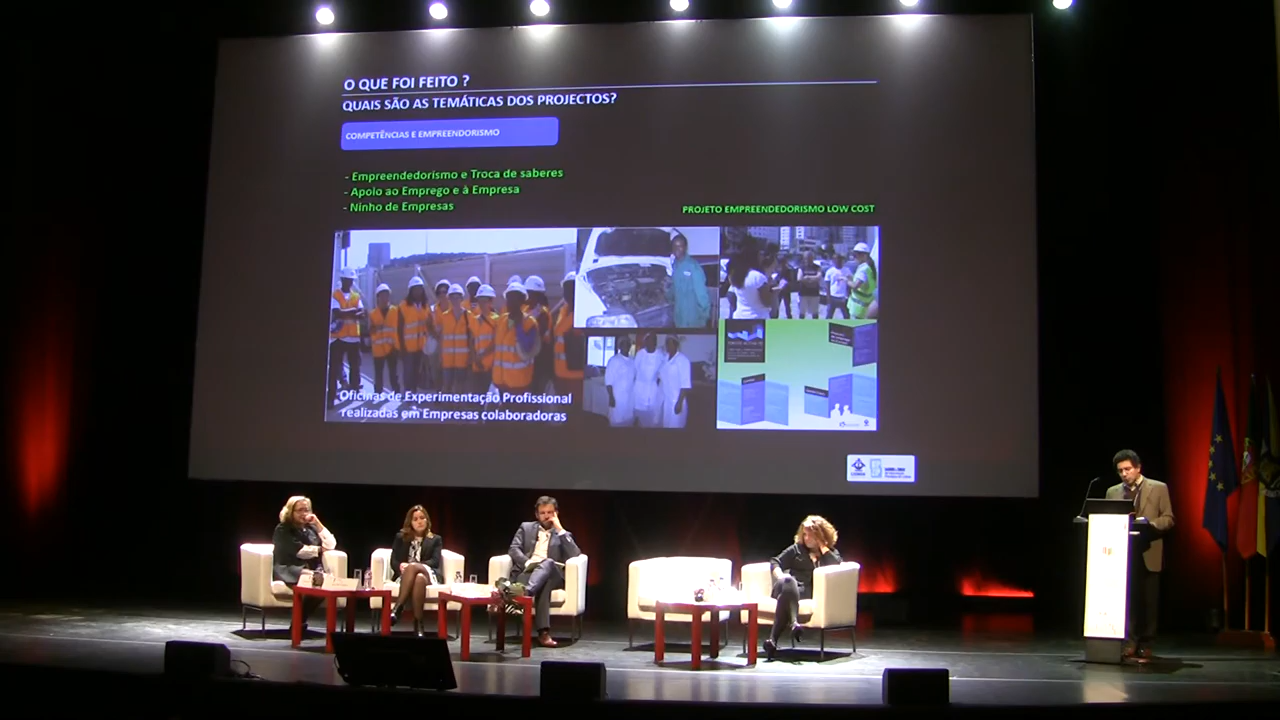 O QUE FOI FEITO ?
QUAIS SÃO AS TEMÁTICAS DOS PROJECTOS?
COMPETÊNCIAS E EMPREENDORISMO
- Empreendedorismo e Troca de saberes
- Apoio ao Emprego e à Empresa
- Ninho de Empresas
PROJETO EMPREENDEDORISMO LOW COST
Oficinas de Experimentação Profissional
realizadas em Empresas colaboradoras